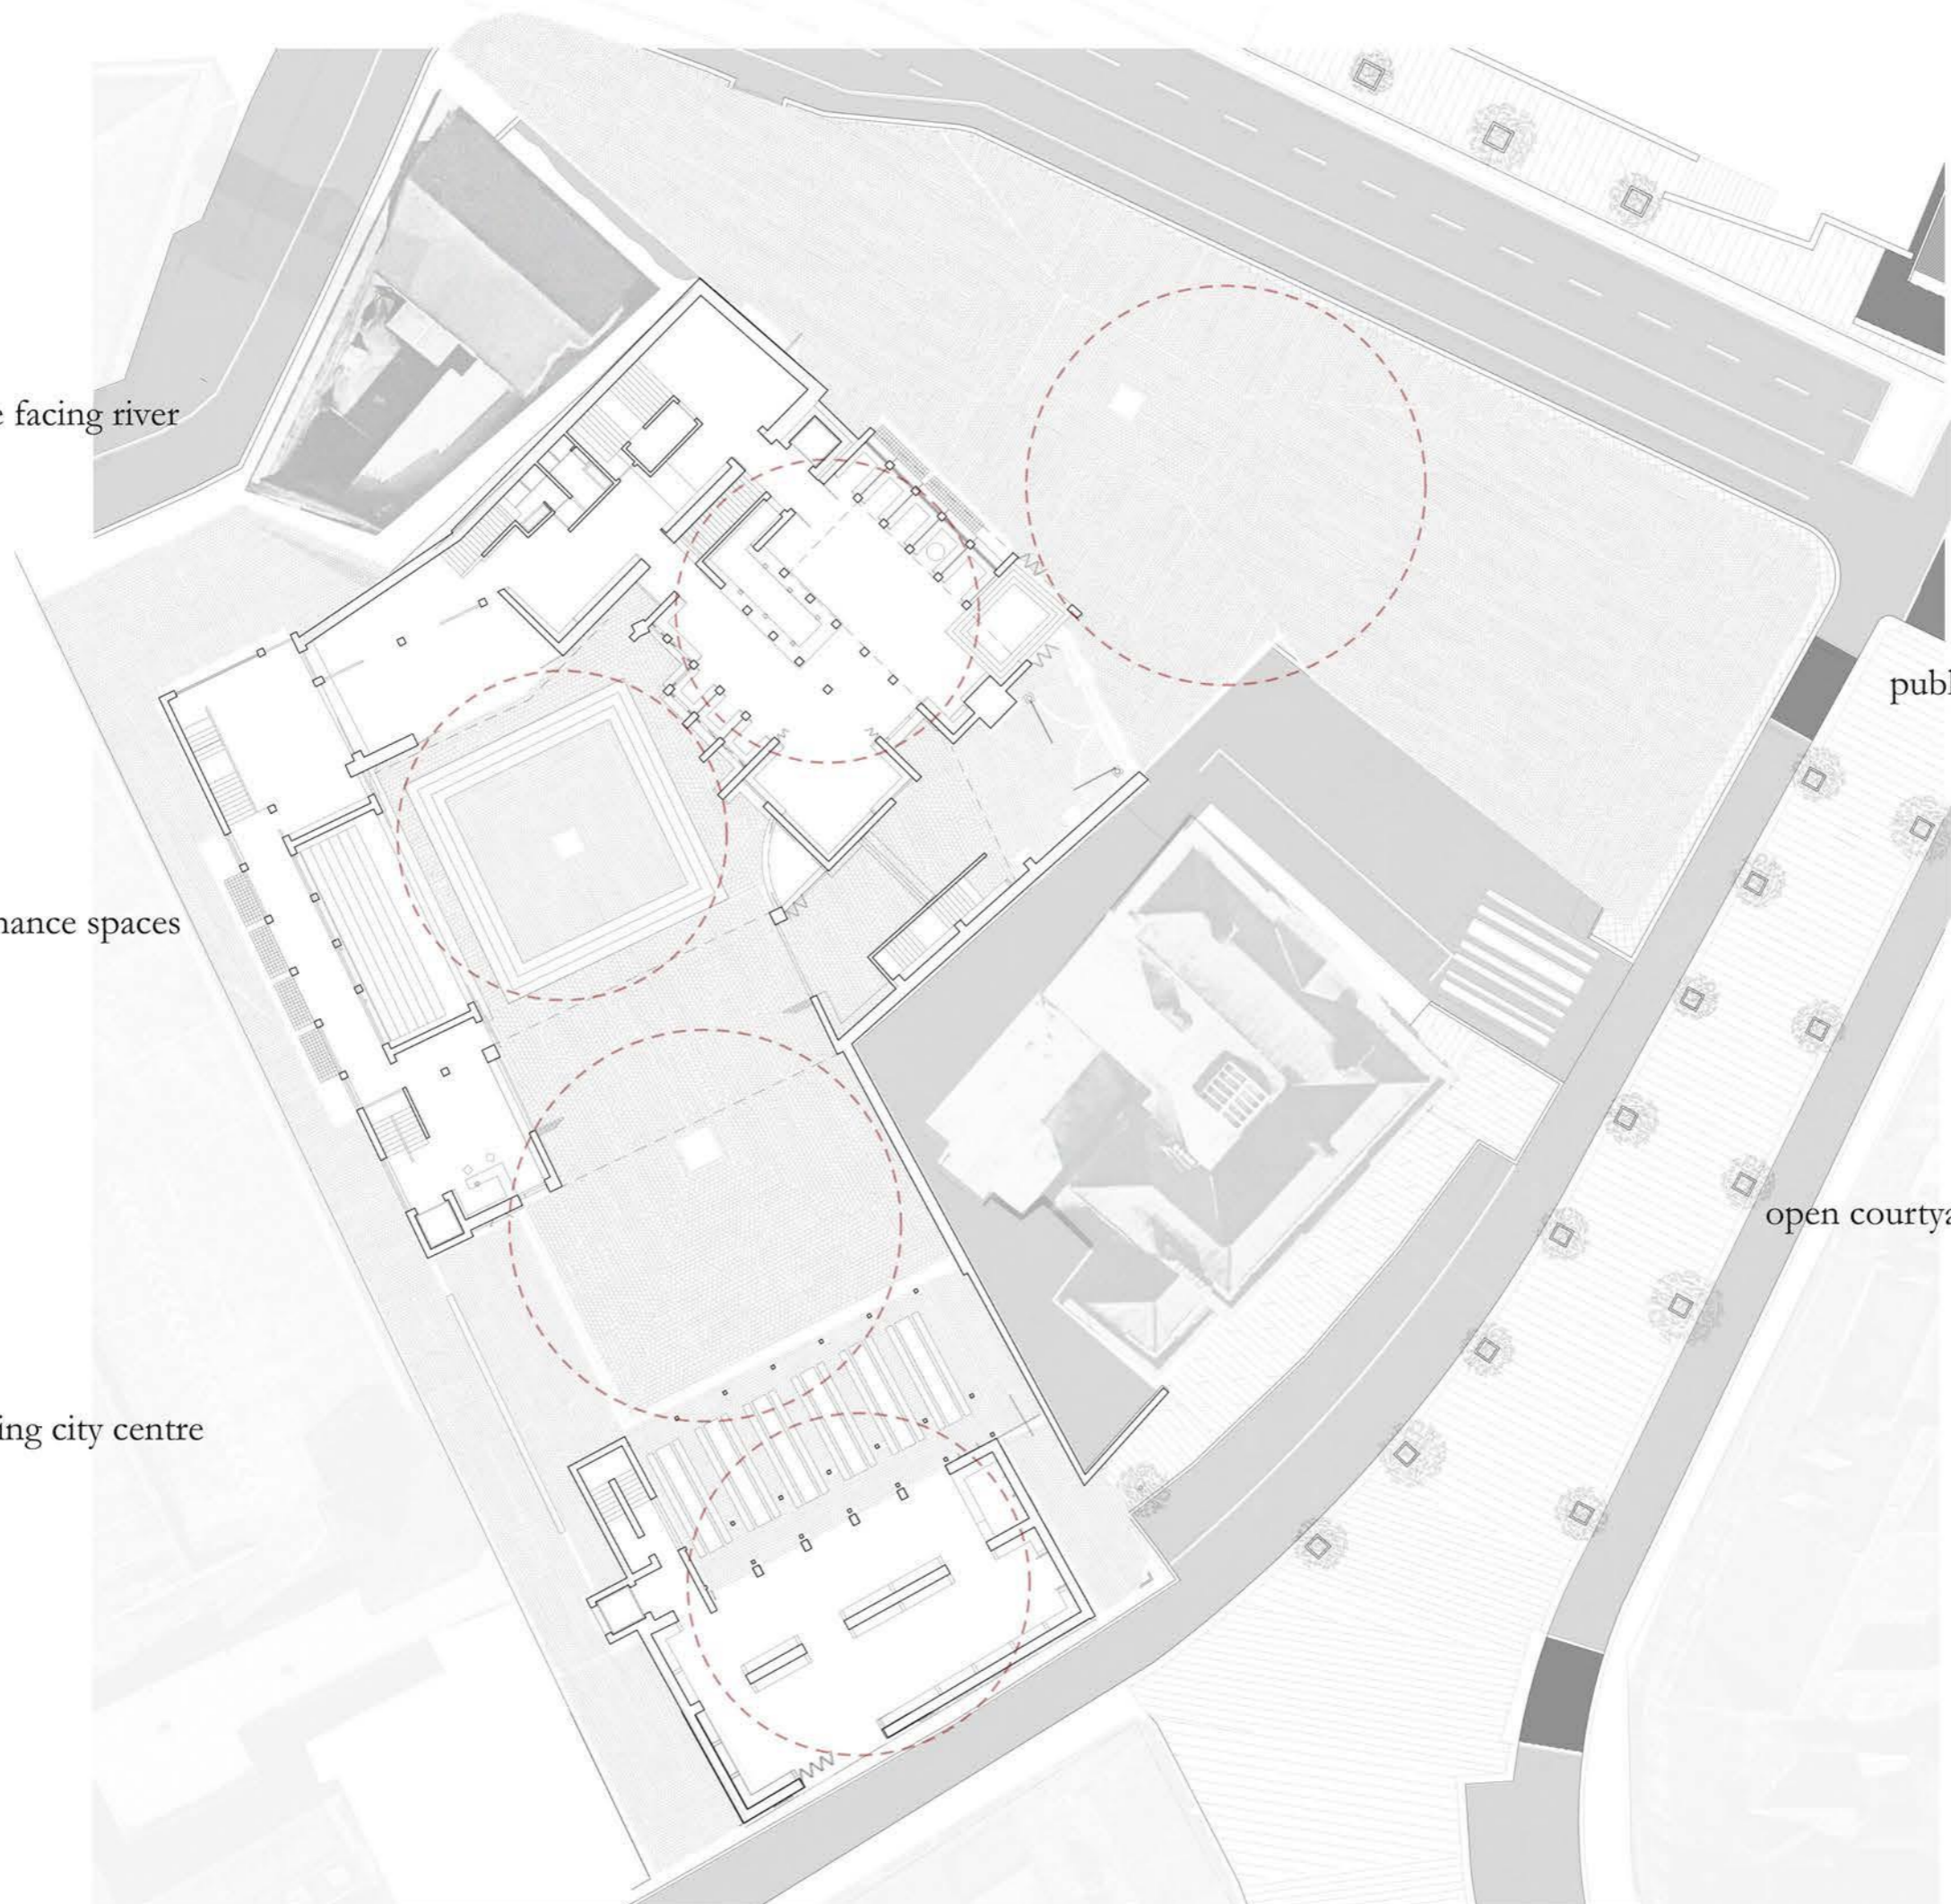 facing river
publ
nance spaces
open courtya
ing city centre